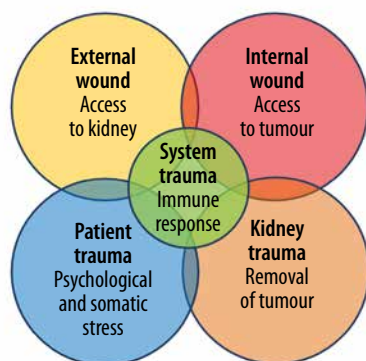 External
wound
Access
to kidney
Internal
wound
Access
to tumour
System
trauma
Immune
response
Patient
trauma
Psychological
and somatic
stress
Kidney
trauma
Removal
of tumour